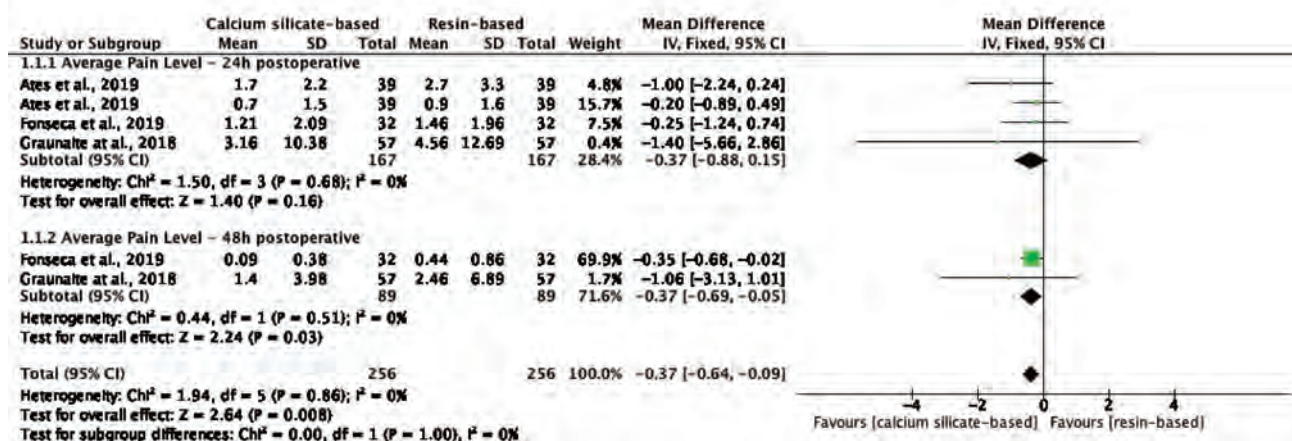 Calcium silicate-based Resin-based Mean Difference Mean Difference
Study or Subgroup Mean SD Total Mean SD Total Weight IV, Fixed, 95% CI IV, Fixed, 95% CI
1.1.1 Average Pain Level – 24h postoperative
Ates et al., 2019 1.7 2.2 39 2.7 3.3 39 4.8% −1.00 [−2.24, 0.24]
Ates et al., 2019 0.7 1.5 39 0.9 1.6 39 15.7% −0.20 [−0.89, 0.49]
Fonseca et al., 2019 1.21 2.09 32 1.46 1.96 32 7.5% −0.25 [−1.24, 0.74]
Graunaite at al., 2018 3.16 10.38 57 4.56 12.69 57 0.4% −1.40 [−5.66, 2.86]
Subtotal (95% CI) 167 167 28.4% −0.37 [−0.88, 0.15]
Heterogeneity: Chi² = 1.50, df = 3 (P = 0.68); I² = 0%
Test for overall effect: Z = 1.40 (P = 0.16)
1.1.2 Average Pain Level – 48h postoperative
Fonseca et al., 2019 0.09 0.38 32 0.44 0.86 32 69.9% −0.35 [−0.68, −0.02]
Graunaite et al., 2018 1.4 3.98 57 2.46 6.89 57 1.7% −1.06 [−3.13, 1.01]
Subtotal (95% CI) 89 89 71.6% −0.37 [−0.69, −0.05]
Heterogeneity: Chi² = 0.44, df = 1 (P = 0.51); I² = 0%
Test for overall effect: Z = 2.24 (P = 0.03)
Total (95% CI) 256 256 100.0% −0.37 [−0.64, −0.09]
Heterogeneity: Chi² = 1.94, df = 5 (P = 0.86); I² = 0%
Test for overall effect: Z = 2.64 (P = 0.008)
Test for subgroup differences: Chi² = 0.00, df = 1 (P = 1.00), I² = 0%
−4 −2 0 2 4
Favours [calcium silicate-based] Favours [resin-based]